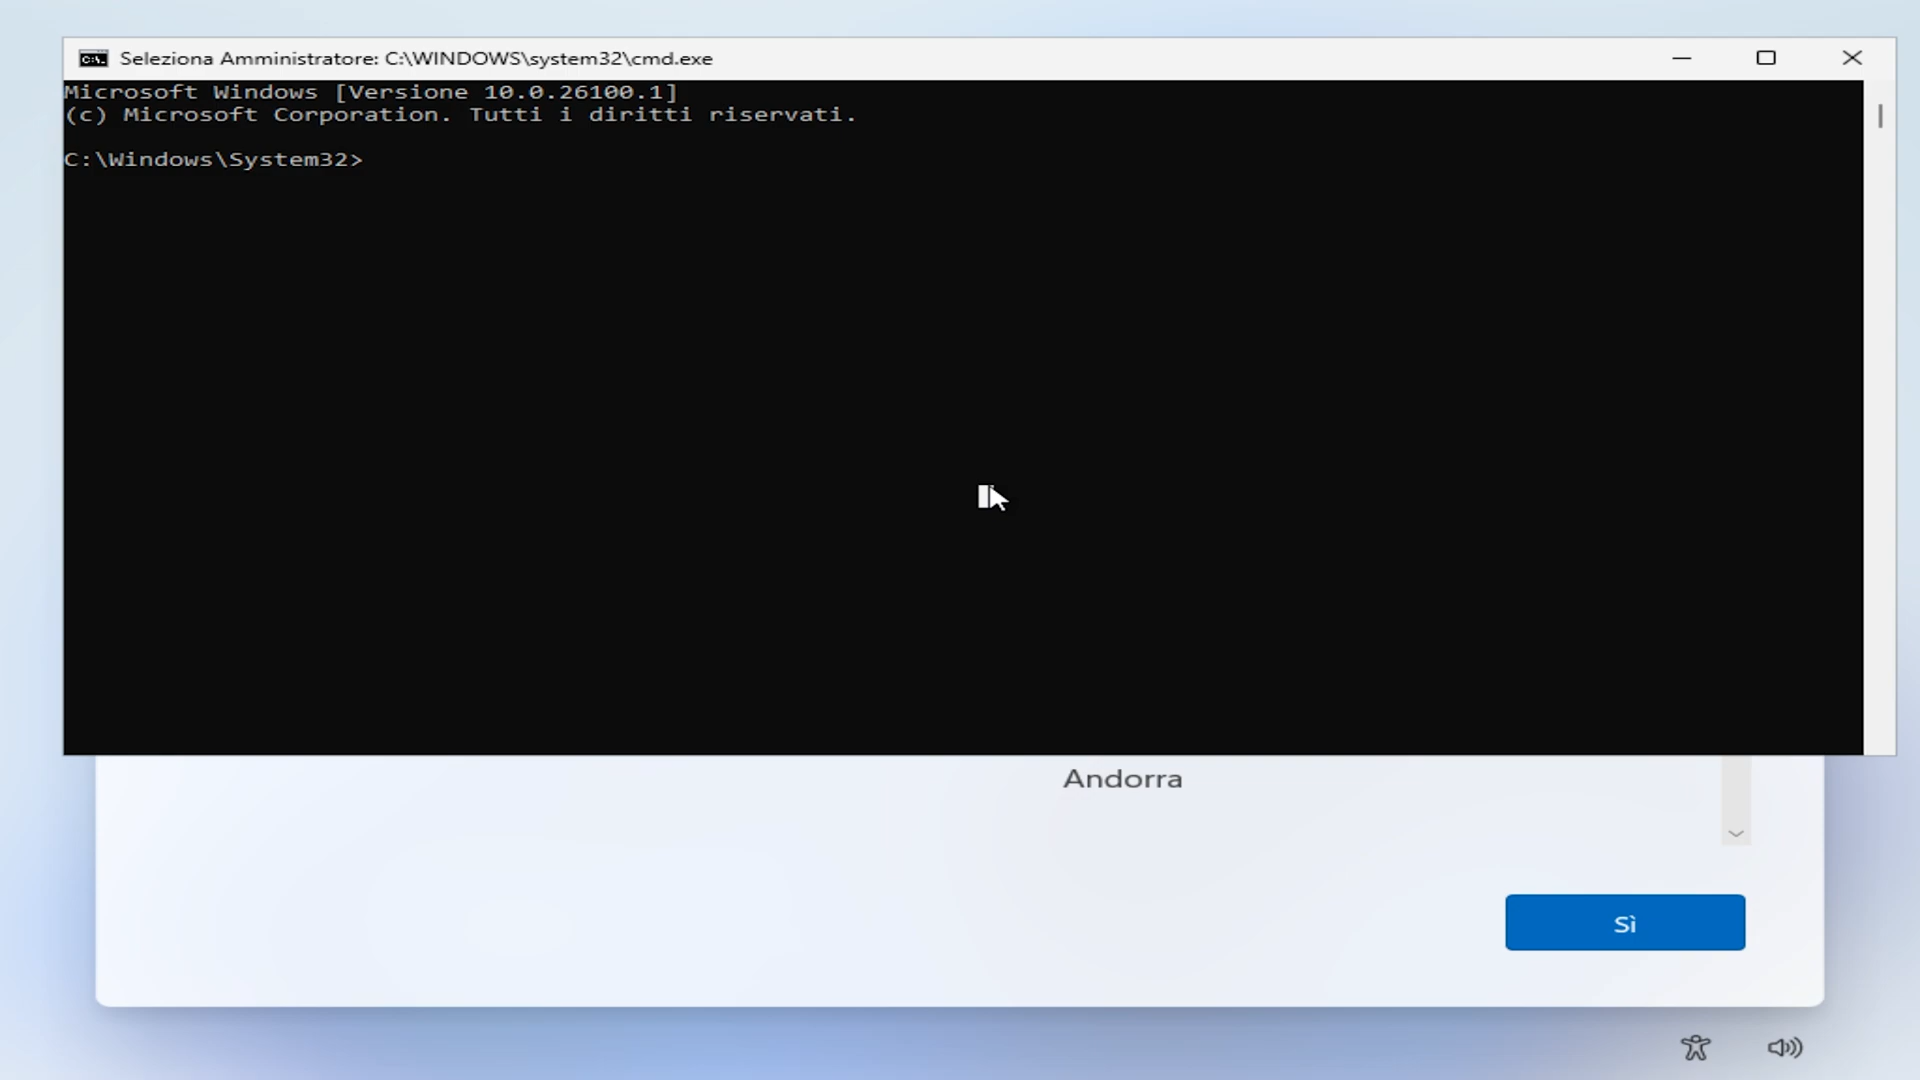 Seleziona Amministratore: C:\WINDOWS\system32\cmd.exe
Microsoft Windows [Versione 10.0.26100.1]
(c) Microsoft Corporation. Tutti i diritti riservati.
C:\Windows\System32>
Andorra
Sì